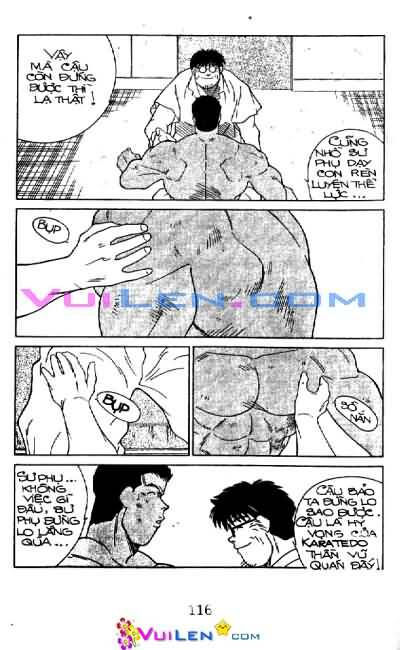 VẬY
MÀ CẬU
CÒN ĐỨNG
ĐƯỢC THÌ
LẠ THẬT !
CŨNG
NHỜ SƯ
PHỤ DẠY
CON RÈN
LUYỆN THỂ
LỰC ...
BỤP
VUILEN.COM
BỤP
SỜ
NẮN
SƯ PHỤ ...
KHÔNG
VIỆC GÌ
ĐÂU, SƯ
PHỤ ĐỪNG
LO LẮNG
QUÁ ...
CẬU BẢO
TA ĐỪNG LO
SAO ĐƯỢC.
CẬU LÀ HY
VỌNG CỦA
KARATEDO
THẦN VŨ
QUAN ĐẤY!
116
VUILEN.COM